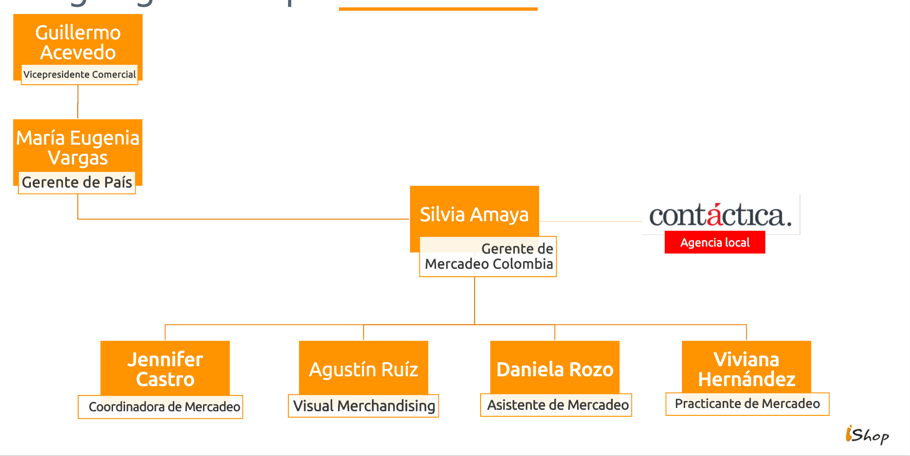 Guillermo
Acevedo
Vicepresidente Comercial
María Eugenia
Vargas
Gerente de País
Silvia Amaya
Gerente de
Mercadeo Colombia
contáctica.
Agencia local
Jennifer
Castro
Coordinadora de Mercadeo
Agustín Ruíz
Visual Merchandising
Daniela Rozo
Asistente de Mercadeo
Viviana
Hernández
Practicante de Mercadeo
iShop